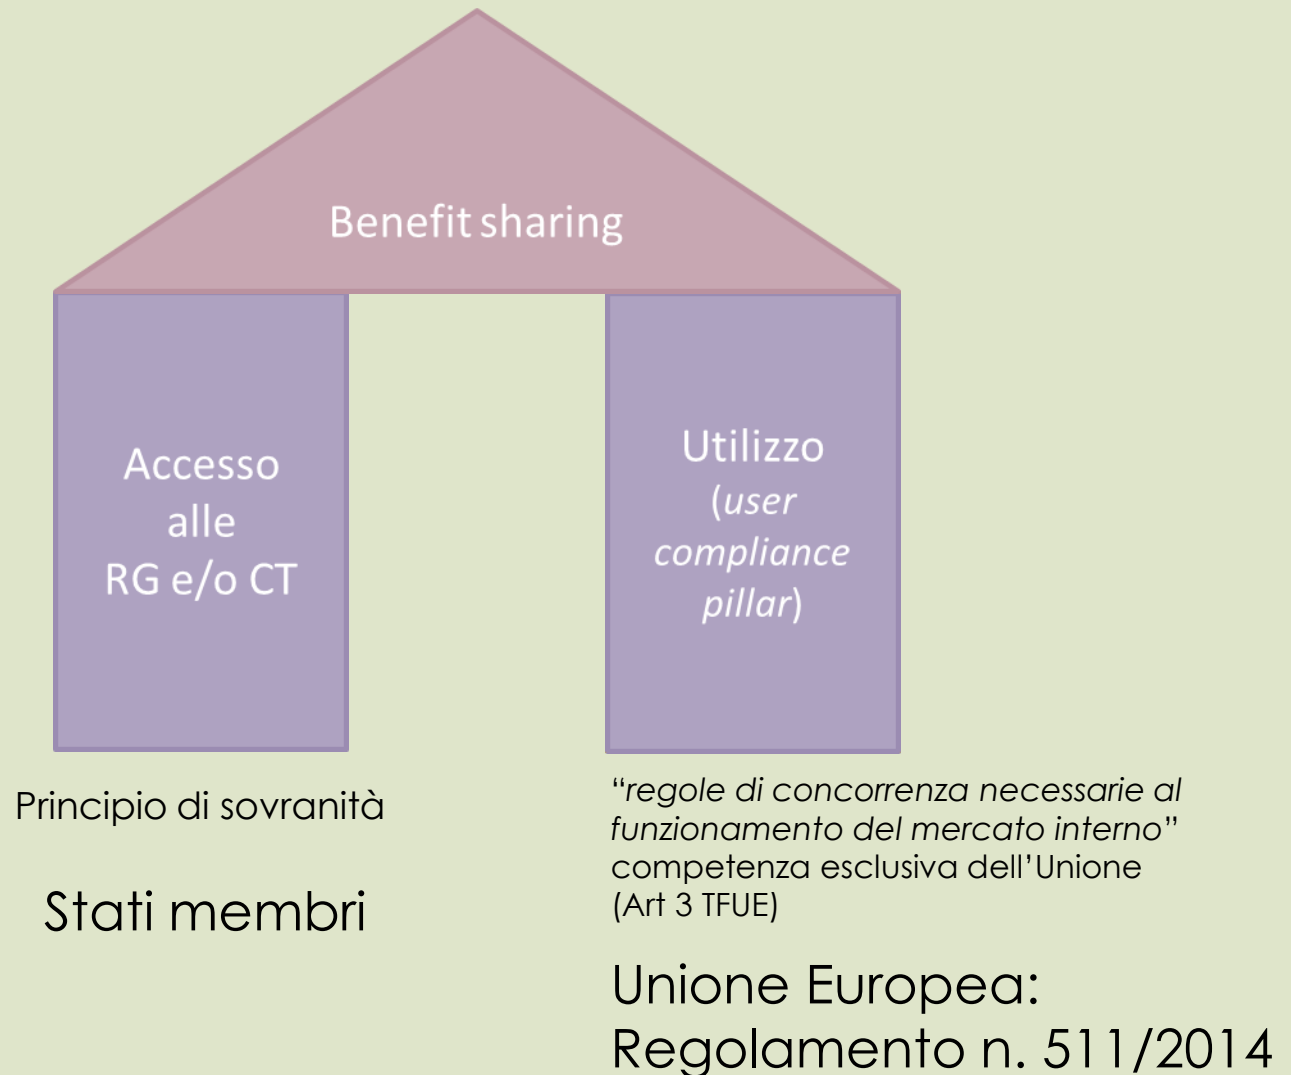 Benefit sharing
Accesso
alle
RG e/o CT
Utilizzo
(user
compliance
pillar)
Principio di sovranità
Stati membri
“regole di concorrenza necessarie al
funzionamento del mercato interno”
competenza esclusiva dell’Unione
(Art 3 TFUE)
Unione Europea:
Regolamento n. 511/2014